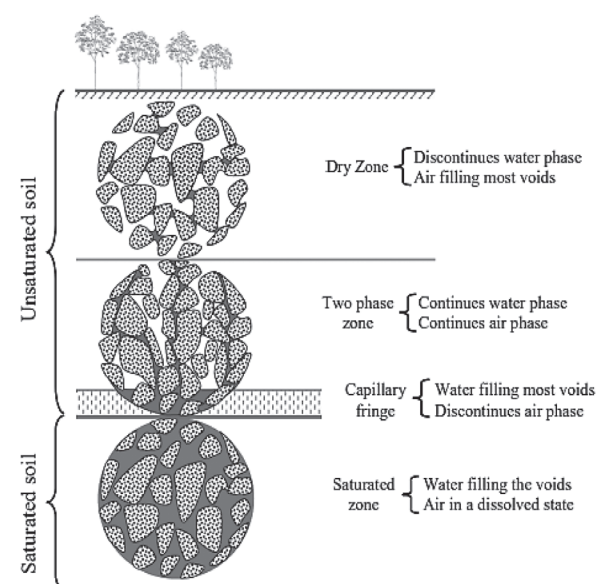 Unsaturated soil
Dry Zone
Discontinues water phase
Air filling most voids
Two phase
zone
Continues water phase
Continues air phase
Capillary
fringe
Water filling most voids
Discontinues air phase
Saturated soil
Saturated
zone
Water filling the voids
Air in a dissolved state